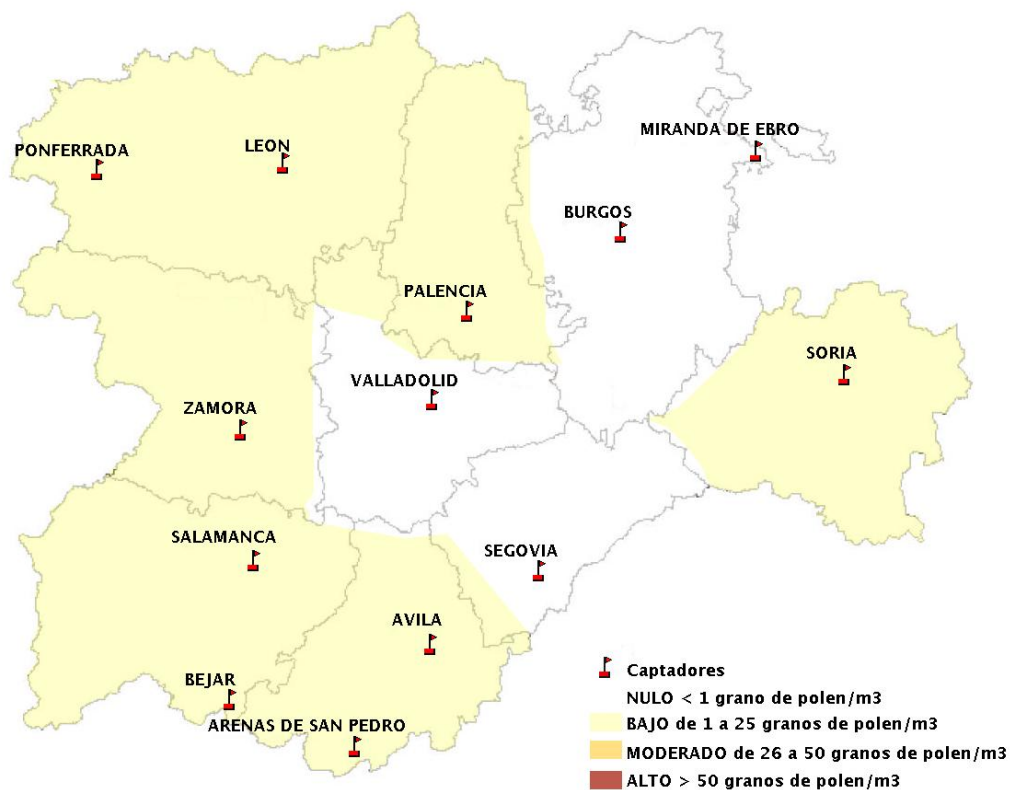 MIRANDA DE EBRO
PONFERRADA
LEON
BURGOS
PALENCIA
SORIA
VALLADOLID
ZAMORA
SALAMANCA
SEGOVIA
AVILA
BEJAR
ARENAS DE SAN PEDRO
Captadores
NULO < 1 grano de polen/m3
BAJO de 1 a 25 granos de polen/m3
MODERADO de 26 a 50 granos de polen/m3
ALTO > 50 granos de polen/m3